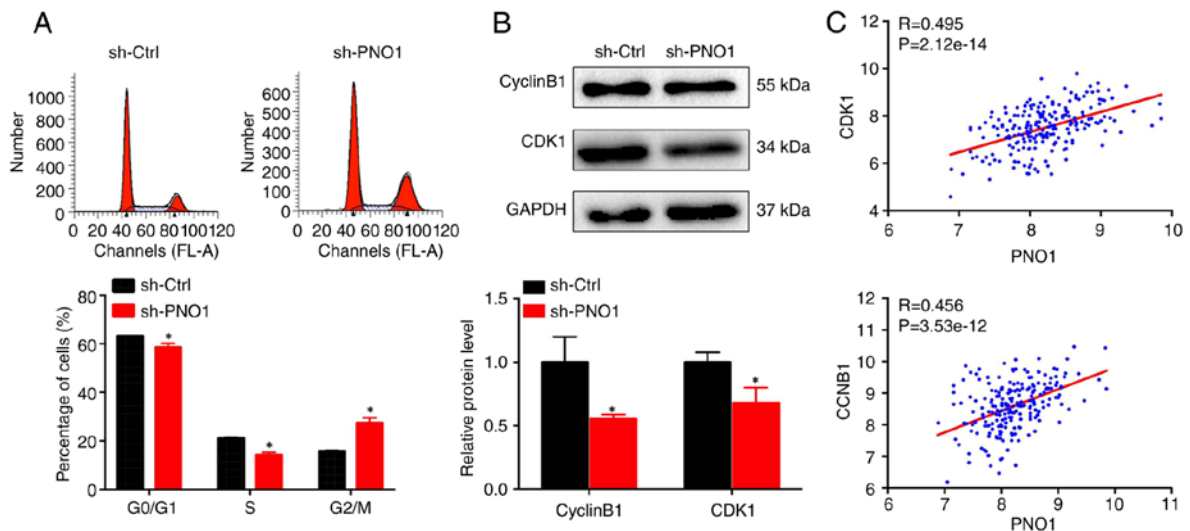 A
sh-Ctrl
sh-PNO1
Number
1000
800
600
400
200
0
0 20 40 60 80 100 120
Channels (FL-A)
Number
600
400
200
0
0 20 40 60 80 100 120
Channels (FL-A)
sh-Ctrl
sh-PNO1
Percentage of cells (%)
80
60
40
20
0
*
*
*
G0/G1 S G2/M
B
sh-Ctrl sh-PNO1
CyclinB1 55 kDa
CDK1 34 kDa
GAPDH 37 kDa
sh-Ctrl
sh-PNO1
Relative protein level
1.5
1.0
0.5
0.0
*
*
CyclinB1 CDK1
C
R=0.495
P=2.12e-14
CDK1
12
10
8
6
4
6 7 8 9 10
PNO1
R=0.456
P=3.53e-12
CCNB1
12
11
10
9
8
7
6
6 7 8 9 10 11
PNO1